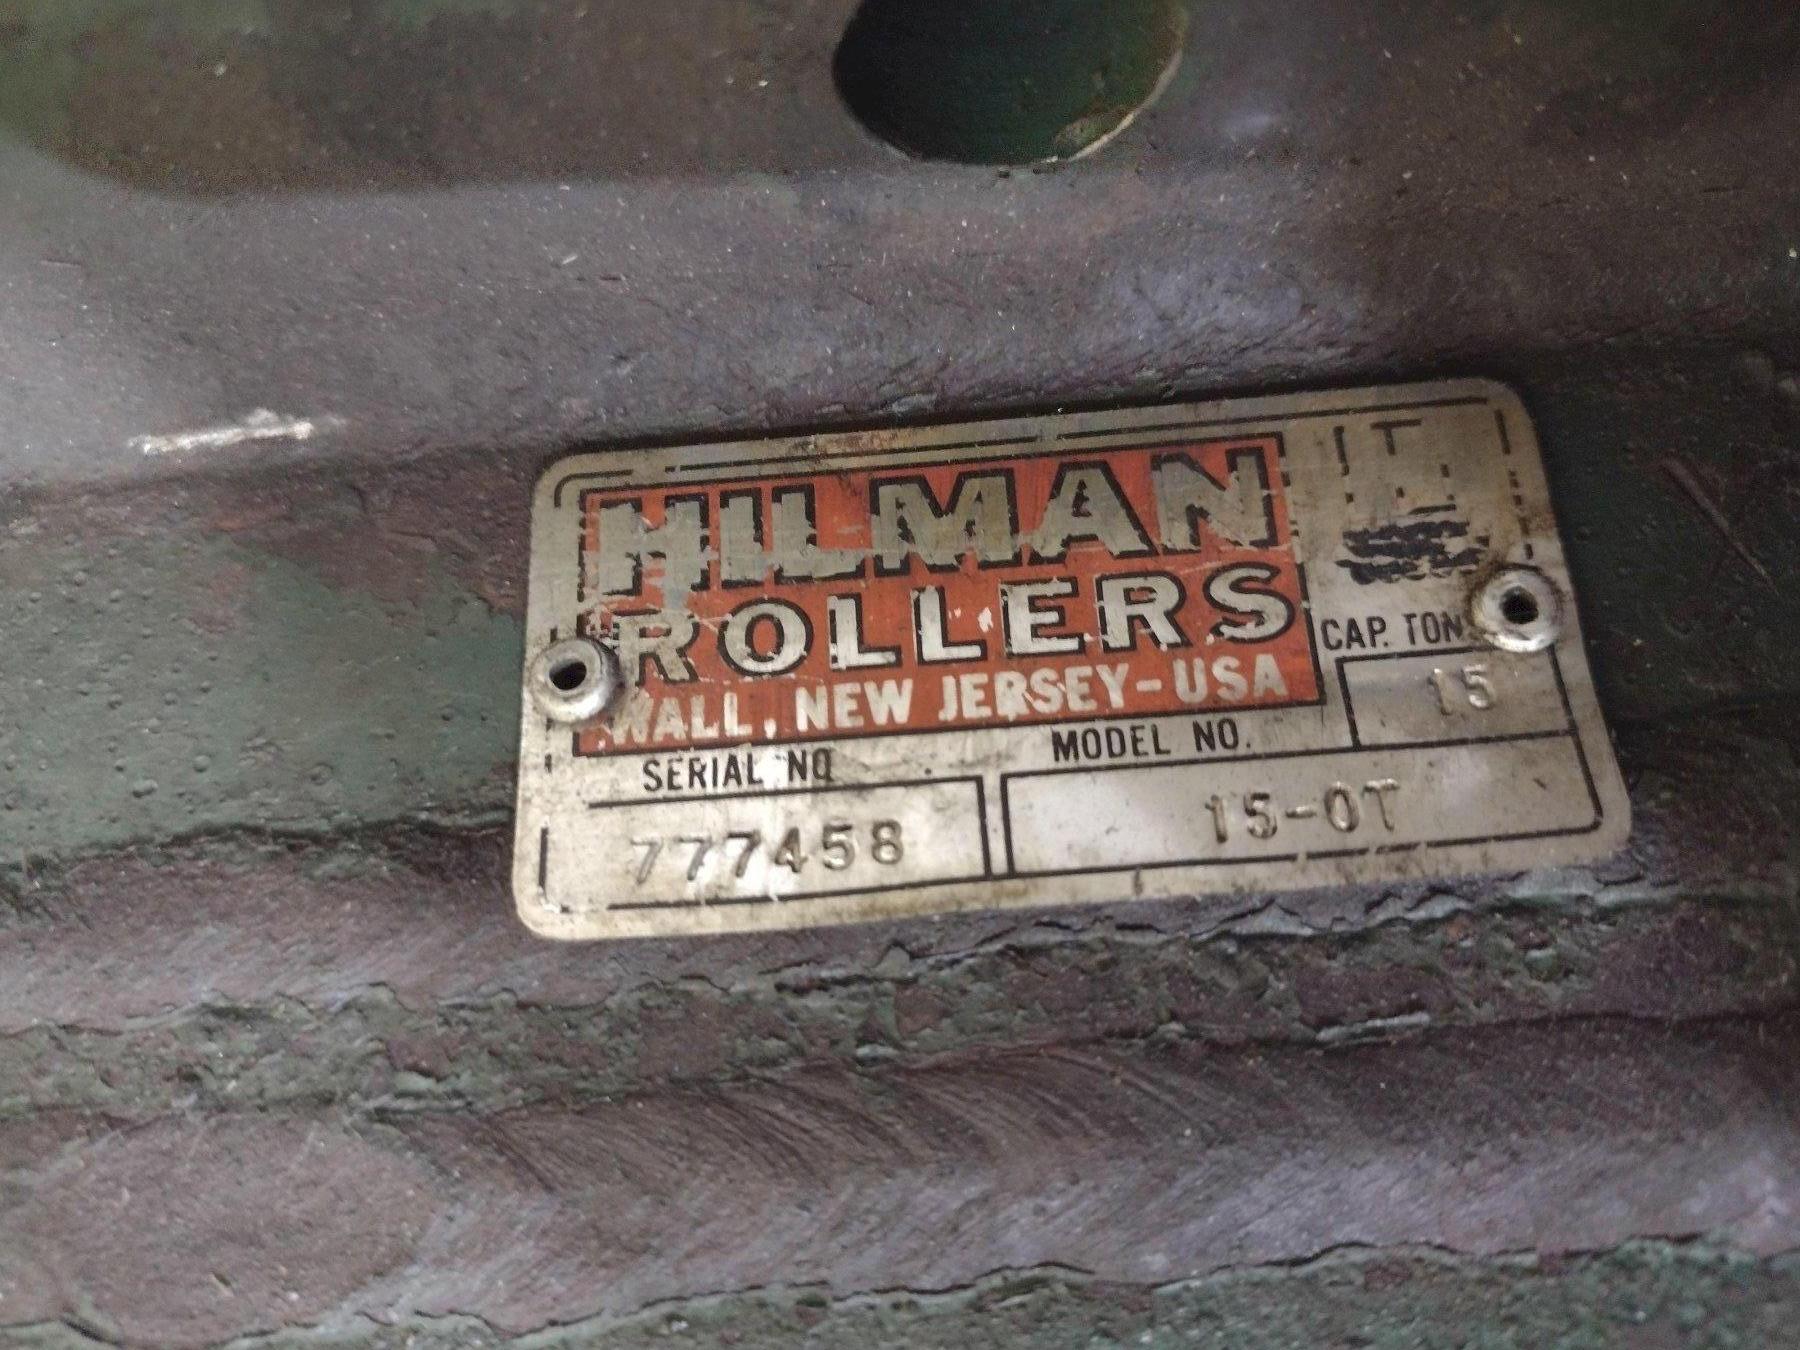 HILMAN
ROLLERS
WALL, NEW JERSEY-USA
CAP. TON
15
SERIAL NO
777458
MODEL NO.
15-OT